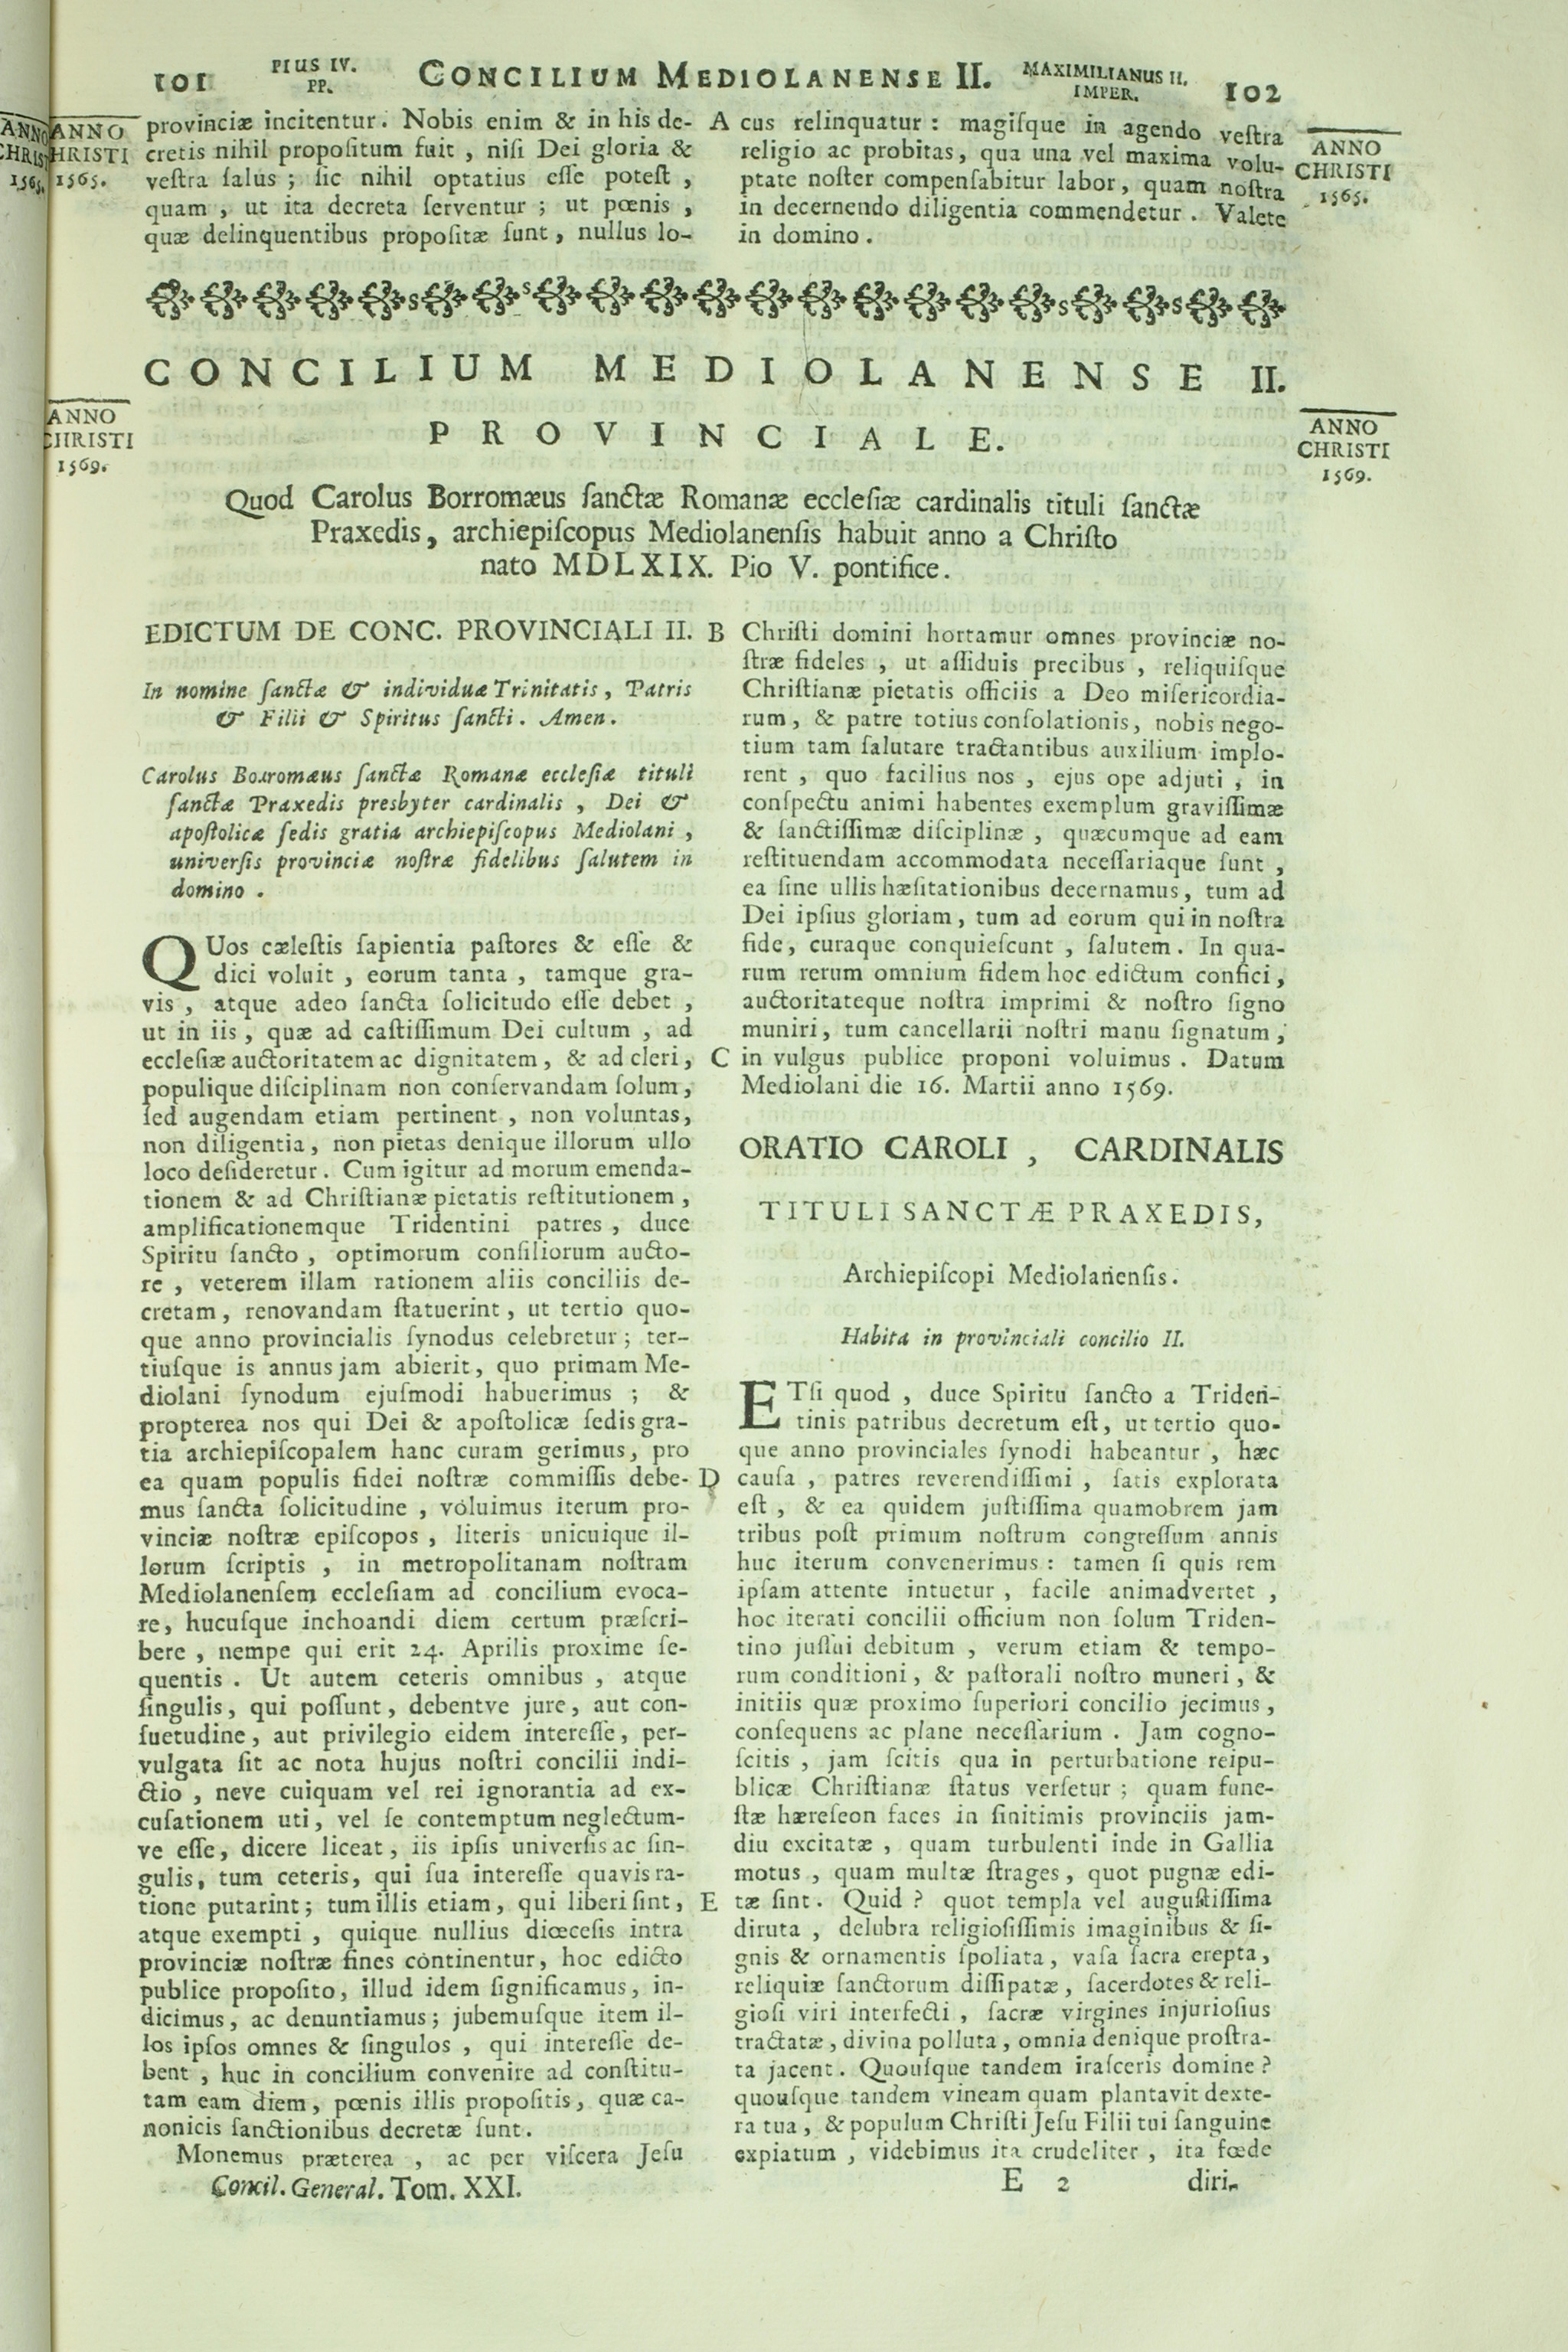 101 PIUS IV. PP. CONCILIUM MEDIOLANENSE II. MAXIMILIANUS II. IMPER. 102
ANNO CHRISTI 1565.
provinciæ incitentur. Nobis enim & in his de-
cretis nihil propoſitum fuit, niſi Dei gloria &
veſtra ſalus; ſic nihil optatius eſſe poteſt,
quam, ut ita decreta ſerventur; ut pœnis,
quæ delinquentibus propoſitæ ſunt, nullus lo-
A
cus relinquatur: magiſque in agendo veſtra
religio ac probitas, qua una vel maxima volu-
ptate noſter compenſabitur labor, quam noſtra
in decernendo diligentia commendetur. Valete
in domino.
ANNO
CHRISTI
1565.
CONCILIUM MEDIOLANENSE II.
PROVINCIALE.
ANNO
CHRISTI
1569.
ANNO
CHRISTI
1569.
Quod Carolus Borromæus ſanctæ Romanæ eccleſiæ cardinalis tituli ſanctæ
Praxedis, archiepiſcopus Mediolanenſis habuit anno a Chriſto
nato MDLXIX. Pio V. pontifice.
EDICTUM DE CONC. PROVINCIALI II.
In nomine ſanctæ & individuæ Trinitatis, Patris
& Filii & Spiritus ſancti. Amen.
Carolus Borromæus ſanctæ Romanæ eccleſiæ tituli
ſanctæ Praxedis presbyter cardinalis, Dei &
apoſtolicæ ſedis gratia archiepiſcopus Mediolani,
univerſis provinciæ noſtræ fidelibus ſalutem in
domino.
QUos cæleſtis ſapientia paſtores & eſſe &
dici voluit, eorum tanta, tamque gra-
vis, atque adeo ſancta ſolicitudo eſſe debet,
ut in iis, quæ ad caſtiſſimum Dei cultum, ad
eccleſiæ auctoritatem ac dignitatem, & ad cleri,
populique diſciplinam non conſervandam ſolum,
ſed augendam etiam pertinent, non voluntas,
non diligentia, non pietas denique illorum ullo
loco deſideretur. Cum igitur ad morum emenda-
tionem & ad Chriſtianæ pietatis reſtitutionem,
amplificationemque Tridentini patres, duce
Spiritu ſancto, optimorum conſiliorum aucto-
re, veterem illam rationem aliis conciliis de-
cretam, renovandam ſtatuerint, ut tertio quo-
que anno provincialis ſynodus celebretur; ter-
tiuſque is annus jam abierit, quo primam Me-
diolani ſynodum ejuſmodi habuerimus; &
propterea nos qui Dei & apoſtolicæ ſedis gra-
tia archiepiſcopalem hanc curam gerimus, pro
ea quam populis fidei noſtræ commiſſis debe-
mus ſancta ſolicitudine, voluimus iterum pro-
vinciæ noſtræ epiſcopos, literis unicuique il-
lorum ſcriptis, in metropolitanam noſtram
Mediolanenſem eccleſiam ad concilium evoca-
re, hucuſque inchoandi diem certum præſcri-
bere, nempe qui erit 24. Aprilis proxime ſe-
quentis. Ut autem ceteris omnibus, atque
ſingulis, qui poſſunt, debentve jure, aut con-
ſuetudine, aut privilegio eidem intereſſe, per-
vulgata ſit ac nota hujus noſtri concilii indi-
ctio, neve cuiquam vel rei ignorantia ad ex-
cuſationem uti, vel ſe contemptum neglectum-
ve eſſe, dicere liceat, iis ipſis univerſis ac ſin-
gulis, tum ceteris, qui ſua intereſſe quavis ra-
tione putarint; tum illis etiam, qui liberi ſint,
atque exempti, quique nullius diœceſis intra
provinciæ noſtræ fines continentur, hoc edicto
publice propoſito, illud idem ſignificamus, in-
dicimus, ac denuntiamus; jubemuſque item il-
los ipſos omnes & ſingulos, qui intereſſe de-
bent, huc in concilium convenire ad conſtitu-
tam eam diem, pœnis illis propoſitis, quæ ca-
nonicis ſanctionibus decretæ ſunt.
Monemus præterea, ac per viſcera Jeſu
Concil. General. Tom. XXI.
B
C
D
E
Chriſti domini hortamur omnes provinciæ no-
ſtræ fideles, ut aſſiduis precibus, reliquiſque
Chriſtianæ pietatis officiis a Deo miſericordia-
rum, & patre totius conſolationis, nobis nego-
tium tam ſalutare tractantibus auxilium implo-
rent, quo facilius nos, ejus ope adjuti, in
conſpectu animi habentes exemplum graviſſimæ
& ſanctiſſimæ diſciplinæ, quæcumque ad eam
reſtituendam accommodata neceſſariaque ſunt,
ea ſine ullis hæſitationibus decernamus, tum ad
Dei ipſius gloriam, tum ad eorum qui in noſtra
fide, curaque conquieſcunt, ſalutem. In qua-
rum rerum omnium fidem hoc edictum confici,
auctoritateque noſtra imprimi & noſtro ſigno
muniri, tum cancellarii noſtri manu ſignatum,
in vulgus publice proponi voluimus. Datum
Mediolani die 16. Martii anno 1569.
ORATIO CAROLI, CARDINALIS
TITULI SANCTÆ PRAXEDIS,
Archiepiſcopi Mediolanenſis.
Habita in provinciali concilio II.
ETſi quod, duce Spiritu ſancto a Triden-
tinis patribus decretum eſt, ut tertio quo-
que anno provinciales ſynodi habeantur, hæc
cauſa, patres reverendiſſimi, ſatis explorata
eſt, & ea quidem juſtiſſima quamobrem jam
tribus poſt primum noſtrum congreſſum annis
huc iterum convenerimus: tamen ſi quis rem
ipſam attente intuetur, facile animadvertet,
hoc iterati concilii officium non ſolum Triden-
tino juſſui debitum, verum etiam & tempo-
rum conditioni, & paſtorali noſtro muneri, &
initiis quæ proximo ſuperiori concilio jecimus,
conſequens ac plane neceſſarium. Jam cogno-
ſcitis, jam ſcitis qua in perturbatione reipu-
blicæ Chriſtianæ ſtatus verſetur; quam fune-
ſtæ hæreſeon faces in finitimis provinciis jam-
diu excitatæ, quam turbulenti inde in Gallia
motus, quam multæ ſtrages, quot pugnæ edi-
tæ ſint. Quid? quot templa vel auguſtiſſima
diruta, delubra religioſiſſimis imaginibus & ſi-
gnis & ornamentis ſpoliata, vaſa ſacra erepta,
reliquiæ ſanctorum diſſipatæ, ſacerdotes & reli-
gioſi viri interfecti, ſacræ virgines injurioſius
tractatæ, divina polluta, omnia denique proſtra-
ta jacent. Quouſque tandem iraſceris domine?
quouſque tandem vineam quam plantavit dexte-
ra tua, & populum Chriſti Jeſu Filii tui ſanguine
expiatum, videbimus ita crudeliter, ita fœde
E 2 diri-